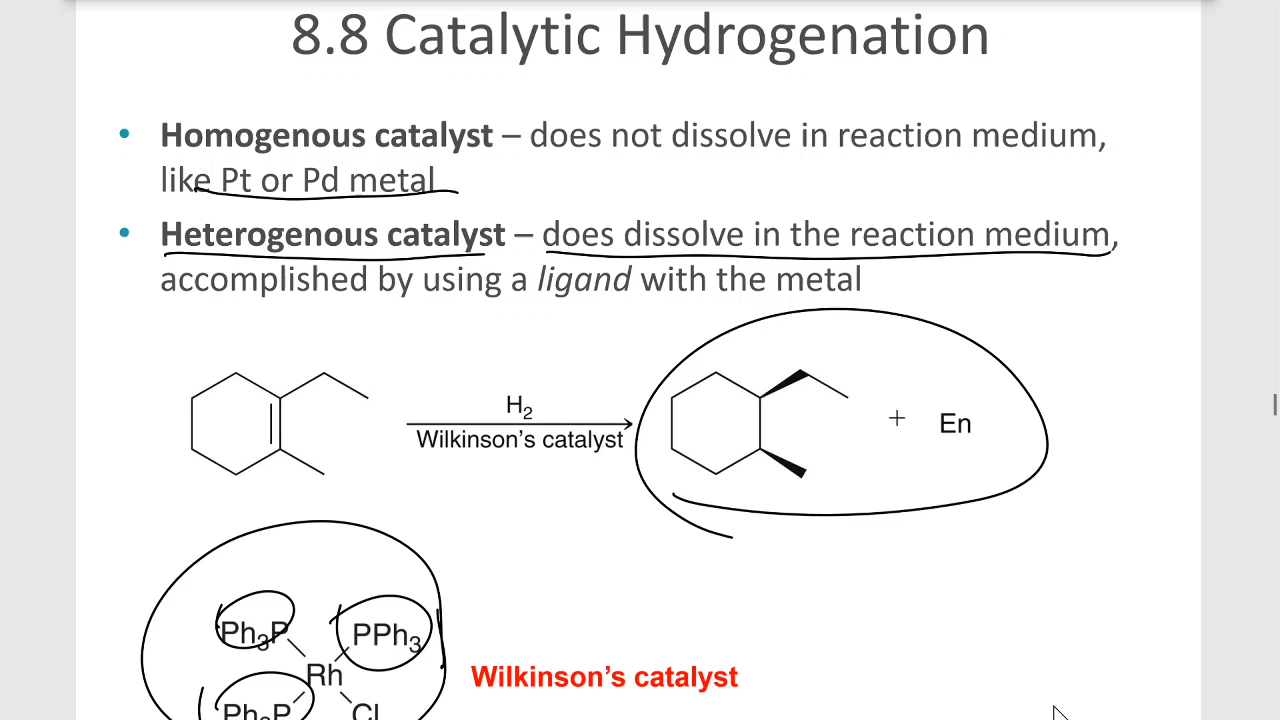 8.8 Catalytic Hydrogenation
• Homogenous catalyst – does not dissolve in reaction medium,
like Pt or Pd metal
• Heterogenous catalyst – does dissolve in the reaction medium,
accomplished by using a ligand with the metal
H2
Wilkinson's catalyst
+ En
Ph3P PPh3
Rh
Wilkinson's catalyst
Ph3P Cl